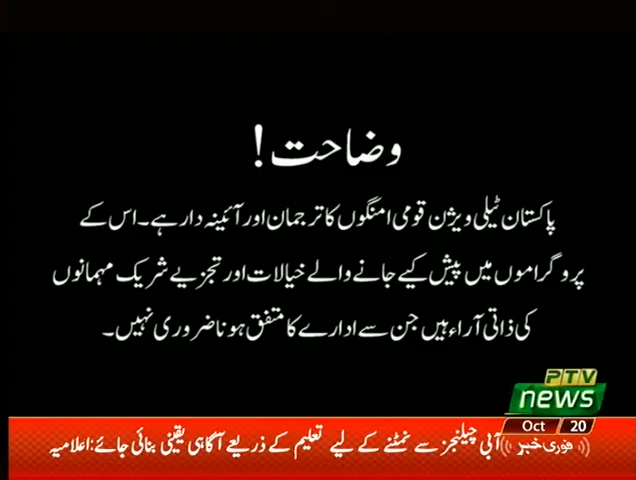 وضاحت!
پاکستان ٹیلی ویژن قومی امنگوں کا ترجمان اور آئینہ دار ہے۔ اس کے
پروگراموں میں پیش کیے جانے والے خیالات اور تجزیے شریک مہمانوں
کی ذاتی آراء ہیں جن سے ادارے کا متفق ہونا ضروری نہیں۔
PTV
news
Oct 20
فوری خبر
آبی چیلنجز سے نمٹنے کے لیے تعلیم کے ذریعے آگاہی یقینی بنائی جائے:اعلامیہ